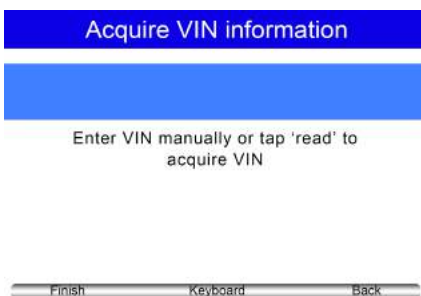 Acquire VIN information
Enter VIN manually or tap 'read' to
acquire VIN
Finish Keyboard Back